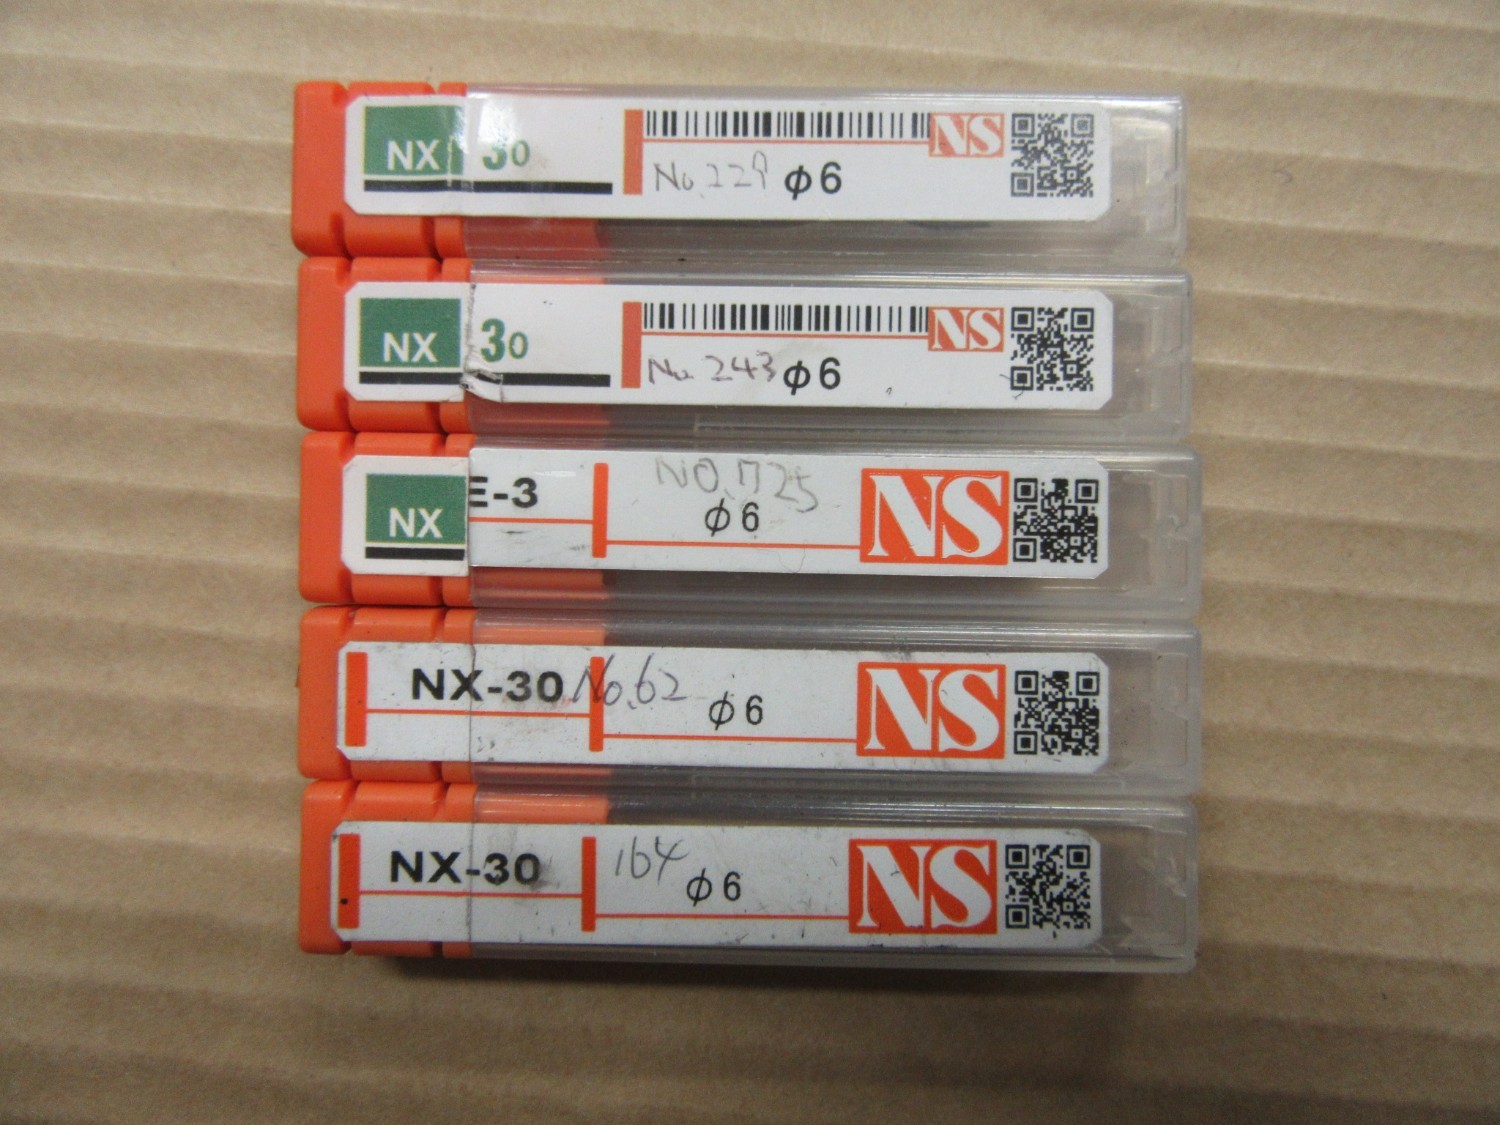 NX 30
NS
No.229 φ6
NX 30
NS
No. 243 φ6
NX E-3
NO.725
φ6
NS
NX-30 No.62
φ6
NS
NX-30 164
φ6
NS